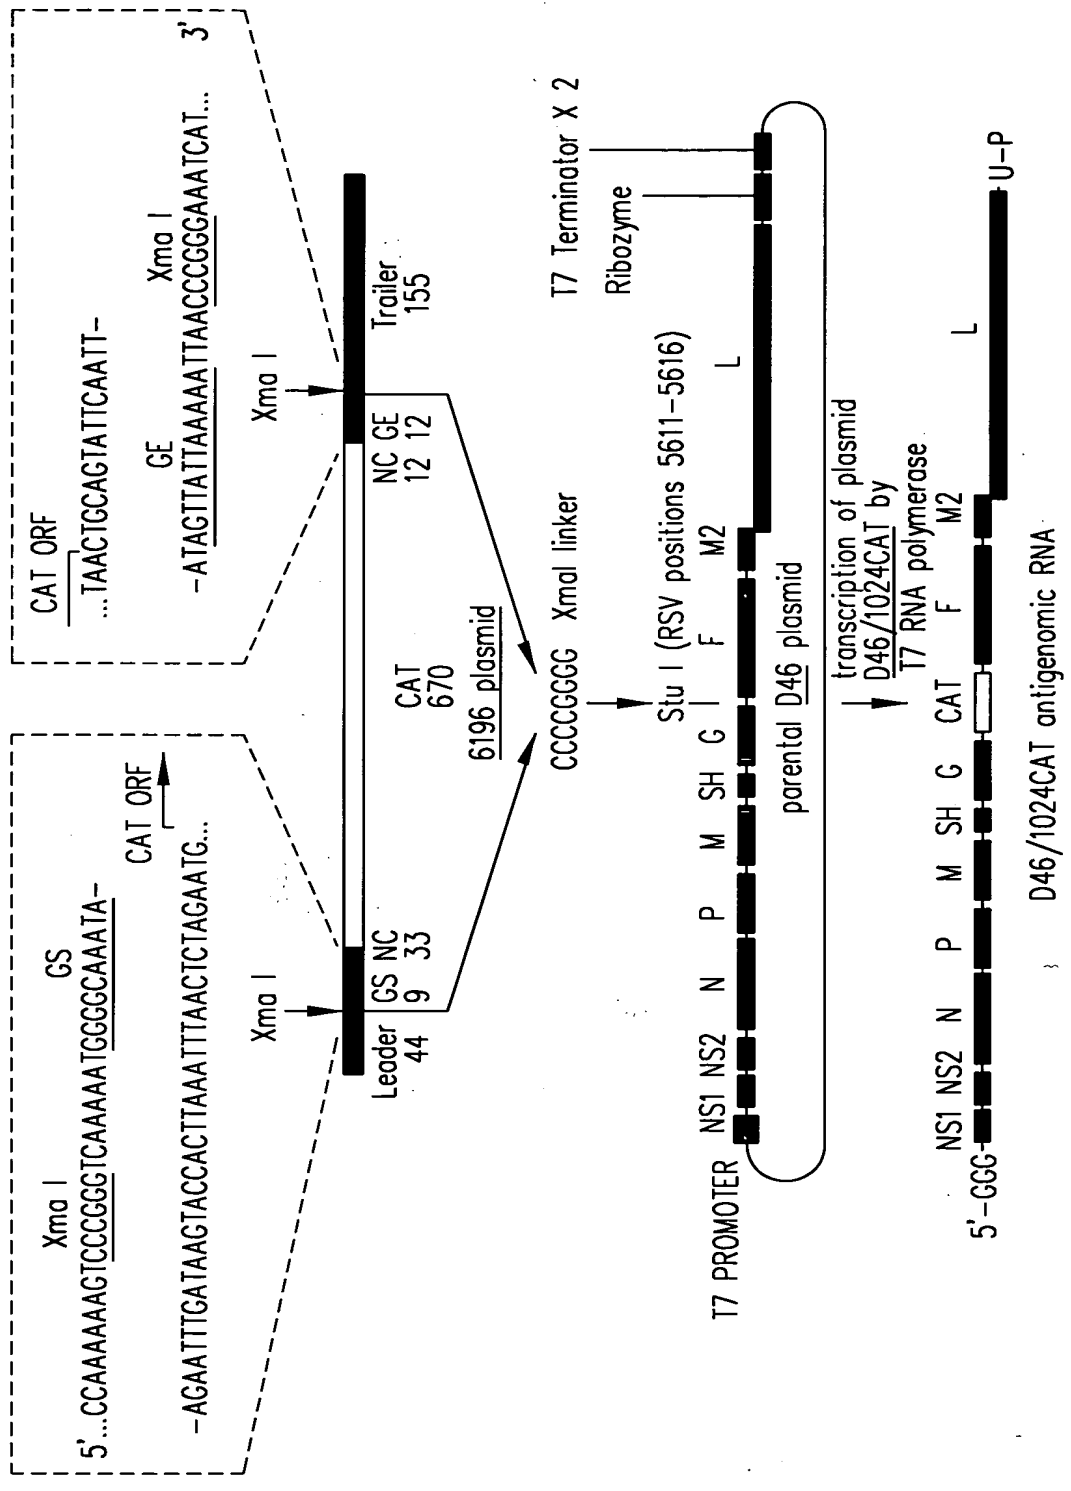 Xma I
GS
5'...CCAAAAAGTCCCGGGTCAAAAATGGGGCAAATA-
CAT ORF
-AGAATTTGATAAGTACCACTTAAATTTAACTCTAGAATG...
CAT ORF
...TAACTGCAGTATTCAATT-
GE
Xma I
-ATAGTTATTAAAAATTAACCCGGGAAATCAT...
3'
Xma I
Xma I
Leader GS NC
44 9 33
NC GE Trailer
12 12 155
CAT
670
6196 plasmid
CCCCGGGG XmaI linker
Stu I (RSV positions 5611-5616)
T7 Terminator X 2
Ribozyme
T7 PROMOTER
NS1 NS2 N P M SH G F M2 L
parental D46 plasmid
transcription of plasmid
D46/1024CAT by
T7 RNA polymerase
NS1 NS2 N P M SH G CAT F M2 L
5'-GGG
U-P
D46/1024CAT antigenomic RNA